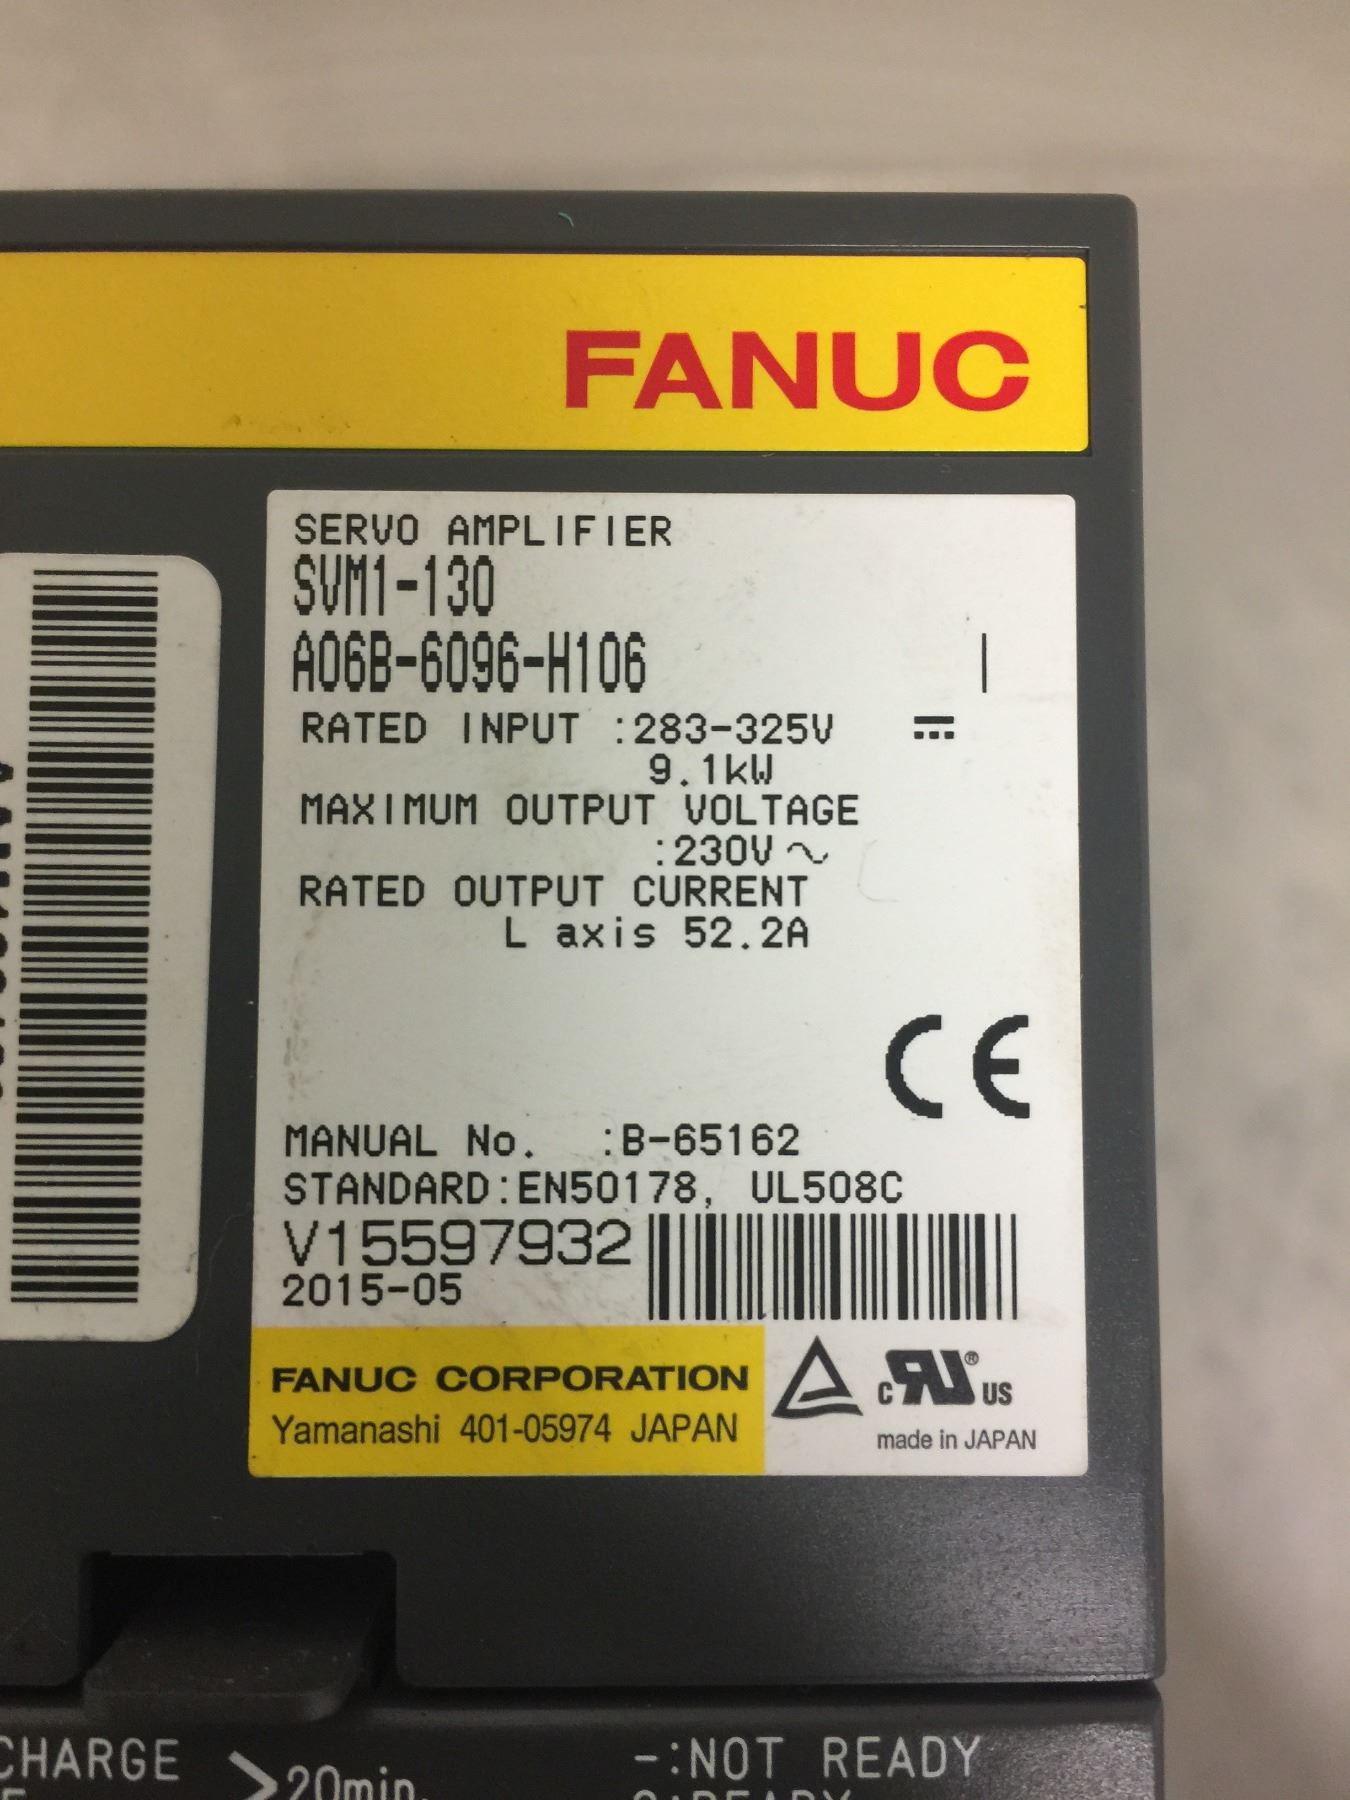 FANUC
SERVO AMPLIFIER
SVM1-130
A06B-6096-H106 I
RATED INPUT :283-325V ⎓
9.1kW
MAXIMUM OUTPUT VOLTAGE
:230V ~
RATED OUTPUT CURRENT
L axis 52.2A
CE
MANUAL No. :B-65162
STANDARD:EN50178, UL508C
V15597932
2015-05
FANUC CORPORATION
Yamanashi 401-05974 JAPAN
c RU ® US
made in JAPAN
CHARGE >20min. -:NOT READY